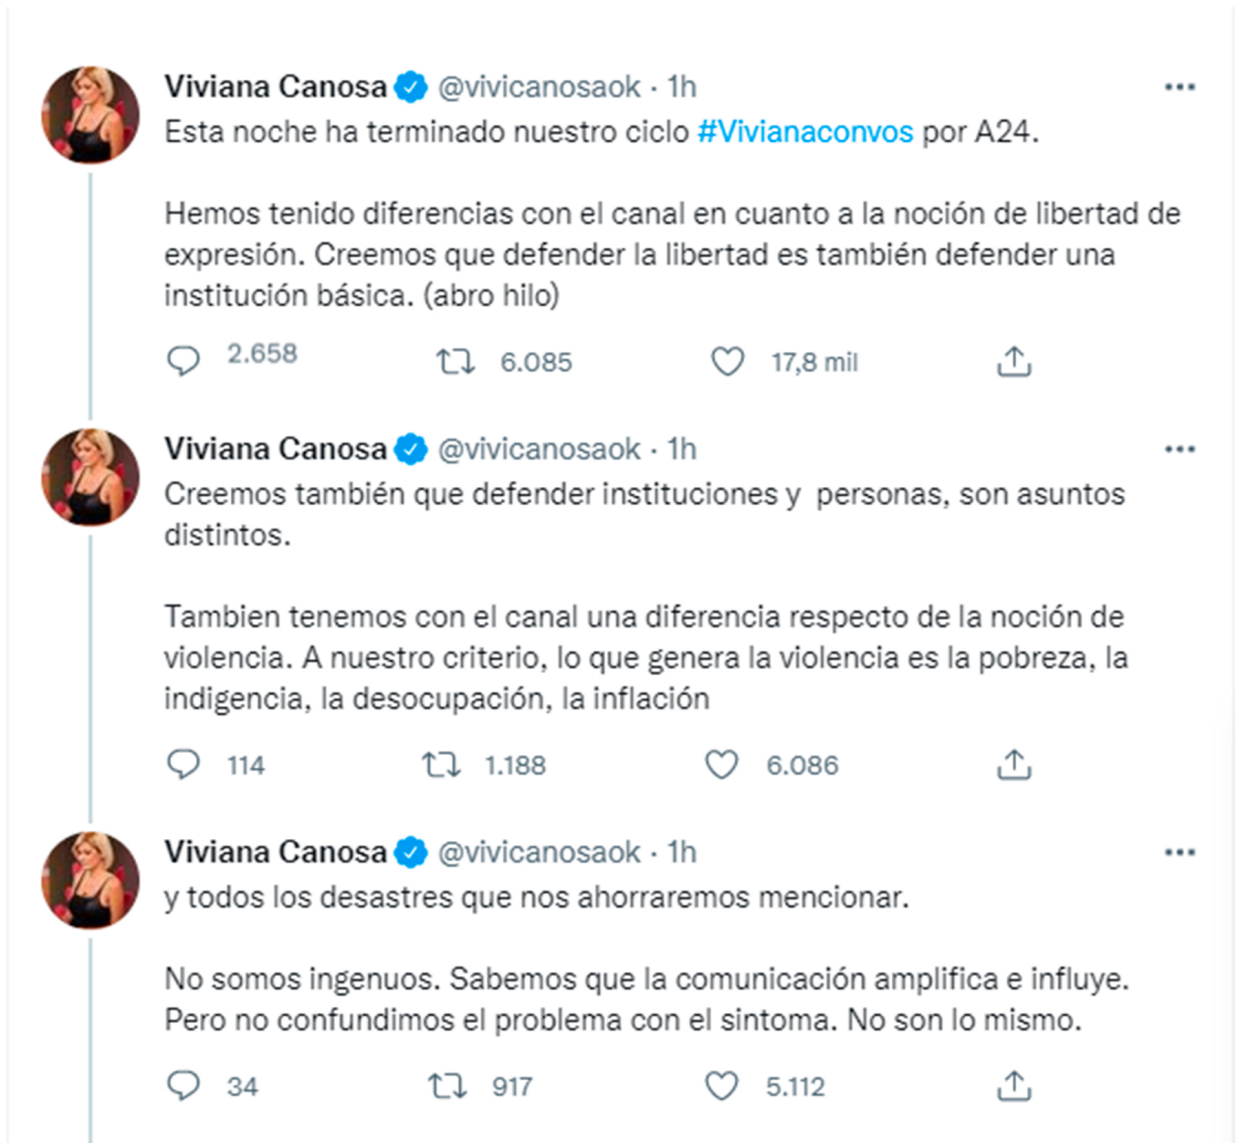 Viviana Canosa @vivicanosaok · 1h
Esta noche ha terminado nuestro ciclo #Vivianaconvos por A24.
Hemos tenido diferencias con el canal en cuanto a la noción de libertad de
expresión. Creemos que defender la libertad es también defender una
institución básica. (abro hilo)
2.658 6.085 17,8 mil
Viviana Canosa @vivicanosaok · 1h
Creemos también que defender instituciones y  personas, son asuntos
distintos.
Tambien tenemos con el canal una diferencia respecto de la noción de
violencia. A nuestro criterio, lo que genera la violencia es la pobreza, la
indigencia, la desocupación, la inflación
114 1.188 6.086
Viviana Canosa @vivicanosaok · 1h
y todos los desastres que nos ahorraremos mencionar.
No somos ingenuos. Sabemos que la comunicación amplifica e influye.
Pero no confundimos el problema con el sintoma. No son lo mismo.
34 917 5.112